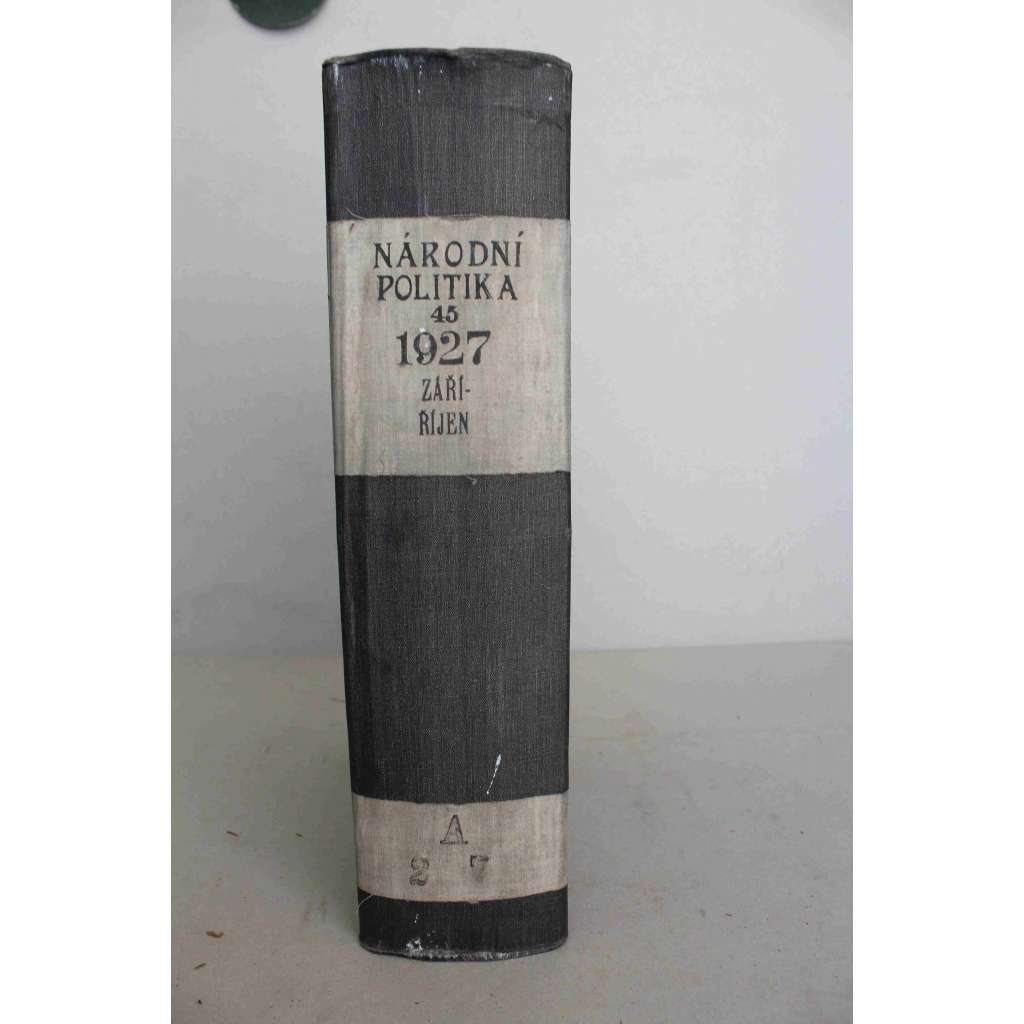 NÁRODNÍ
POLITIKA
45
1927
ZÁŘÍ-
ŘÍJEN
A
2 7